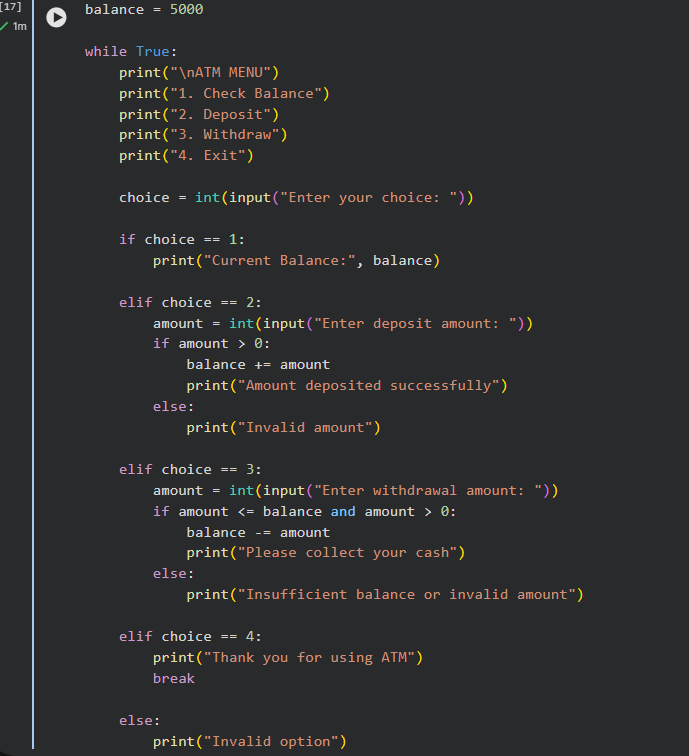 [17]
✓ 1m
balance = 5000
while True:
    print("\nATM MENU")
    print("1. Check Balance")
    print("2. Deposit")
    print("3. Withdraw")
    print("4. Exit")
    choice = int(input("Enter your choice: "))
    if choice == 1:
        print("Current Balance:", balance)
    elif choice == 2:
        amount = int(input("Enter deposit amount: "))
        if amount > 0:
            balance += amount
            print("Amount deposited successfully")
        else:
            print("Invalid amount")
    elif choice == 3:
        amount = int(input("Enter withdrawal amount: "))
        if amount <= balance and amount > 0:
            balance -= amount
            print("Please collect your cash")
        else:
            print("Insufficient balance or invalid amount")
    elif choice == 4:
        print("Thank you for using ATM")
        break
    else:
        print("Invalid option")